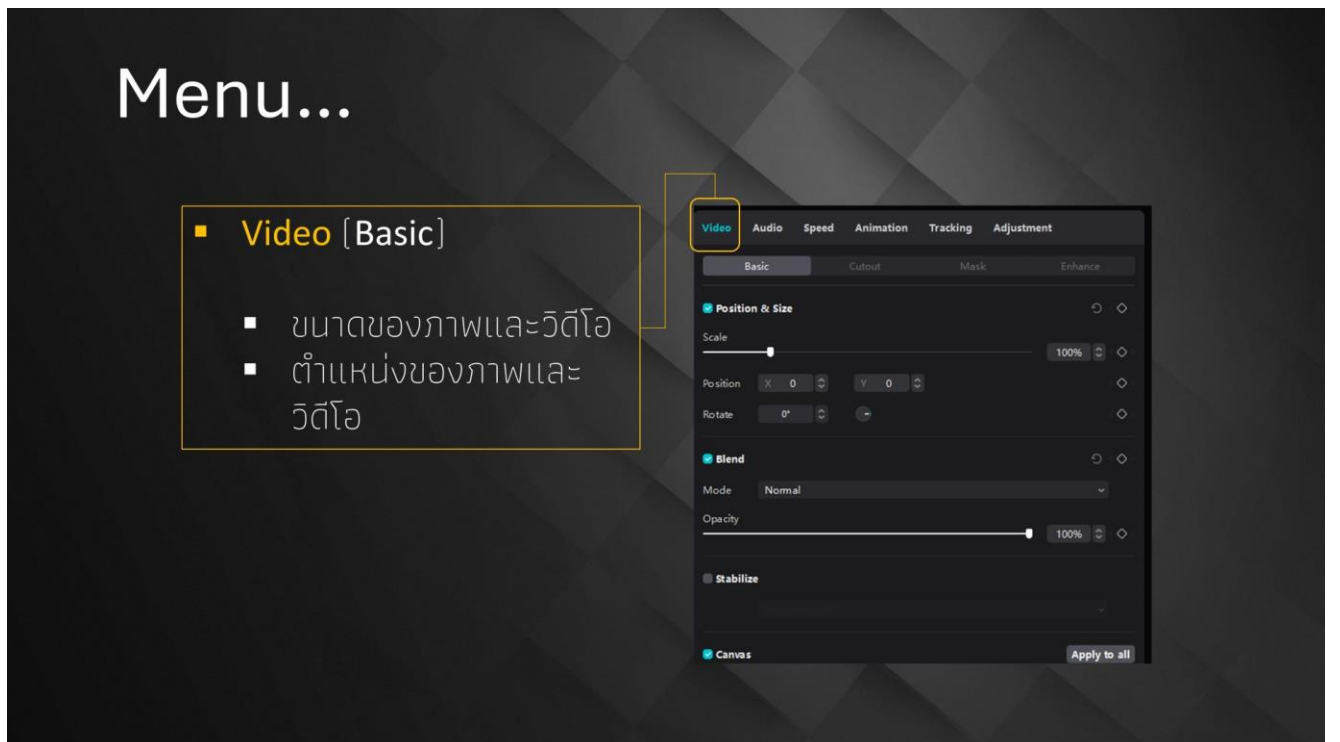 Menu...
Video (Basic)
ขนาดของภาพและวิดีโอ
ตำแหน่งของภาพและ
วิดีโอ
Video Audio Speed Animation Tracking Adjustment
Basic Cutout Mask Enhance
Position & Size
Scale
100%
Position X 0 Y 0
Rotate 0°
Blend
Mode Normal
Opacity
100%
Stabilize
Canvas Apply to all